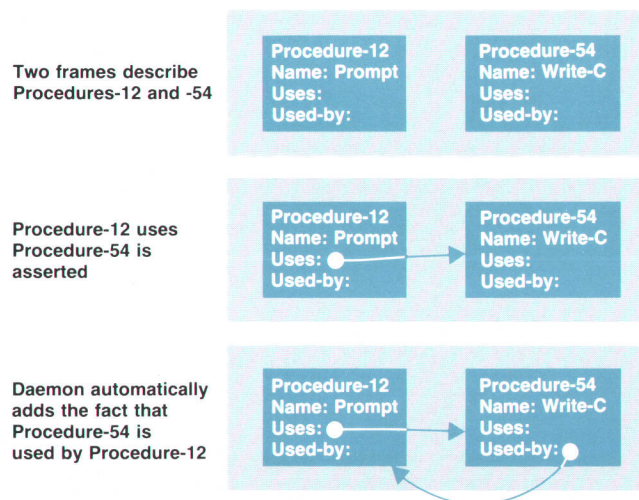 Two frames describe
Procedures-12 and -54
Procedure-12
Name: Prompt
Uses:
Used-by:
Procedure-54
Name: Write-C
Uses:
Used-by:
Procedure-12 uses
Procedure-54 is
asserted
Procedure-12
Name: Prompt
Uses:
Used-by:
Procedure-54
Name: Write-C
Uses:
Used-by:
Daemon automatically
adds the fact that
Procedure-54 is
used by Procedure-12
Procedure-12
Name: Prompt
Uses:
Used-by:
Procedure-54
Name: Write-C
Uses:
Used-by: